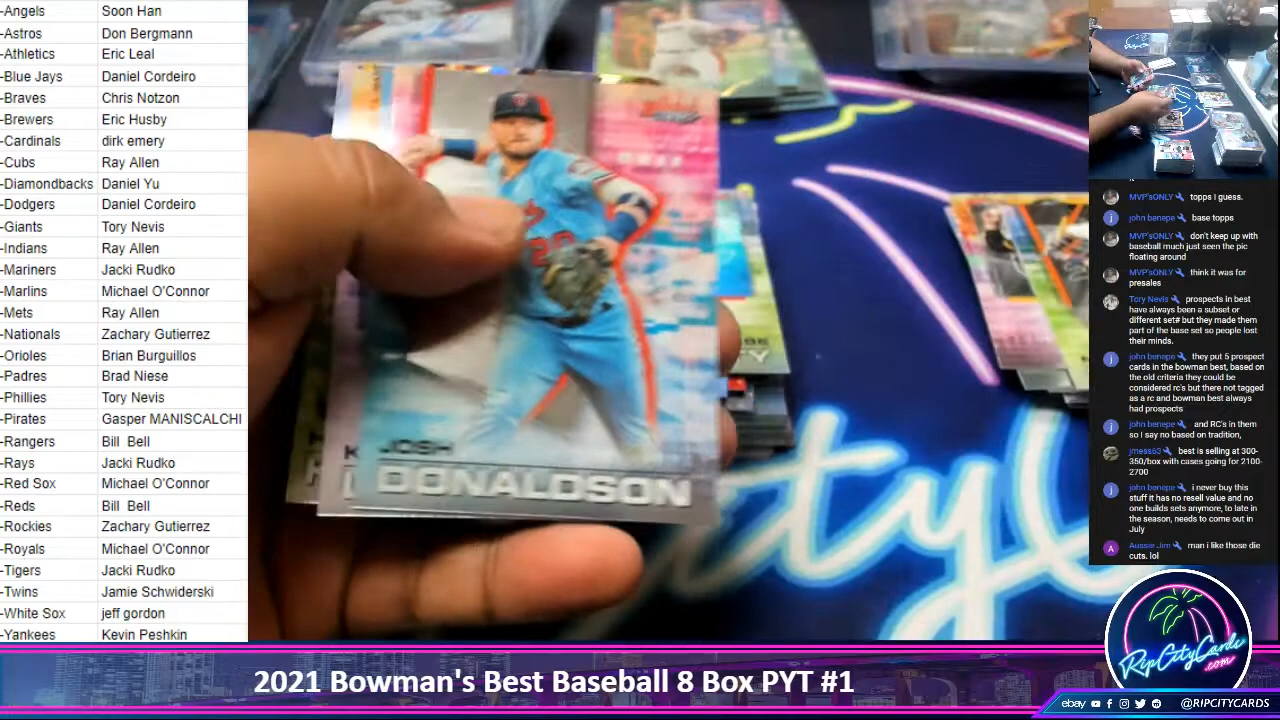 -Angels Soon Han
-Astros Don Bergmann
-Athletics Eric Leal
-Blue Jays Daniel Cordeiro
-Braves Chris Notzon
-Brewers Eric Husby
-Cardinals dirk emery
-Cubs Ray Allen
-Diamondbacks Daniel Yu
-Dodgers Daniel Cordeiro
-Giants Tory Nevis
-Indians Ray Allen
-Mariners Jacki Rudko
-Marlins Michael O'Connor
-Mets Ray Allen
-Nationals Zachary Gutierrez
-Orioles Brian Burguillos
-Padres Brad Niese
-Phillies Tory Nevis
-Pirates Gasper MANISCALCHI
-Rangers Bill Bell
-Rays Jacki Rudko
-Red Sox Michael O'Connor
-Reds Bill Bell
-Rockies Zachary Gutierrez
-Royals Michael O'Connor
-Tigers Jacki Rudko
-Twins Jamie Schwiderski
-White Sox jeff gordon
-Yankees Kevin Peshkin
20
JOSH
DONALDSON
tyl
MVP'sONLY topps I guess.
john benepe base topps
MVP'sONLY don't keep up with
baseball much just seen the pic
floating around
MVP'sONLY think it was for
presales
Tory Nevis prospects in best
have always been a subset or
different set# but they made them
part of the base set so people lost
their minds.
john benepe they put 5 prospect
cards in the bowman best, based on
the old criteria they could be
considered rc's but there not tagged
as a rc and bowman best always
had prospects
john benepe and RC's in them
so I say no based on tradition,
jmess63 best is selling at 300-
350/box with cases going for 2100-
2700
john benepe i never buy this
stuff it has no resell value and no
one builds sets anymore, to late in
the season, needs to come out in
July
Aussie Jim man i like those die
cuts. lol
RipCityCards
.com
2021 Bowman's Best Baseball 8 Box PYT #1
ebay @RIPCITYCARDS